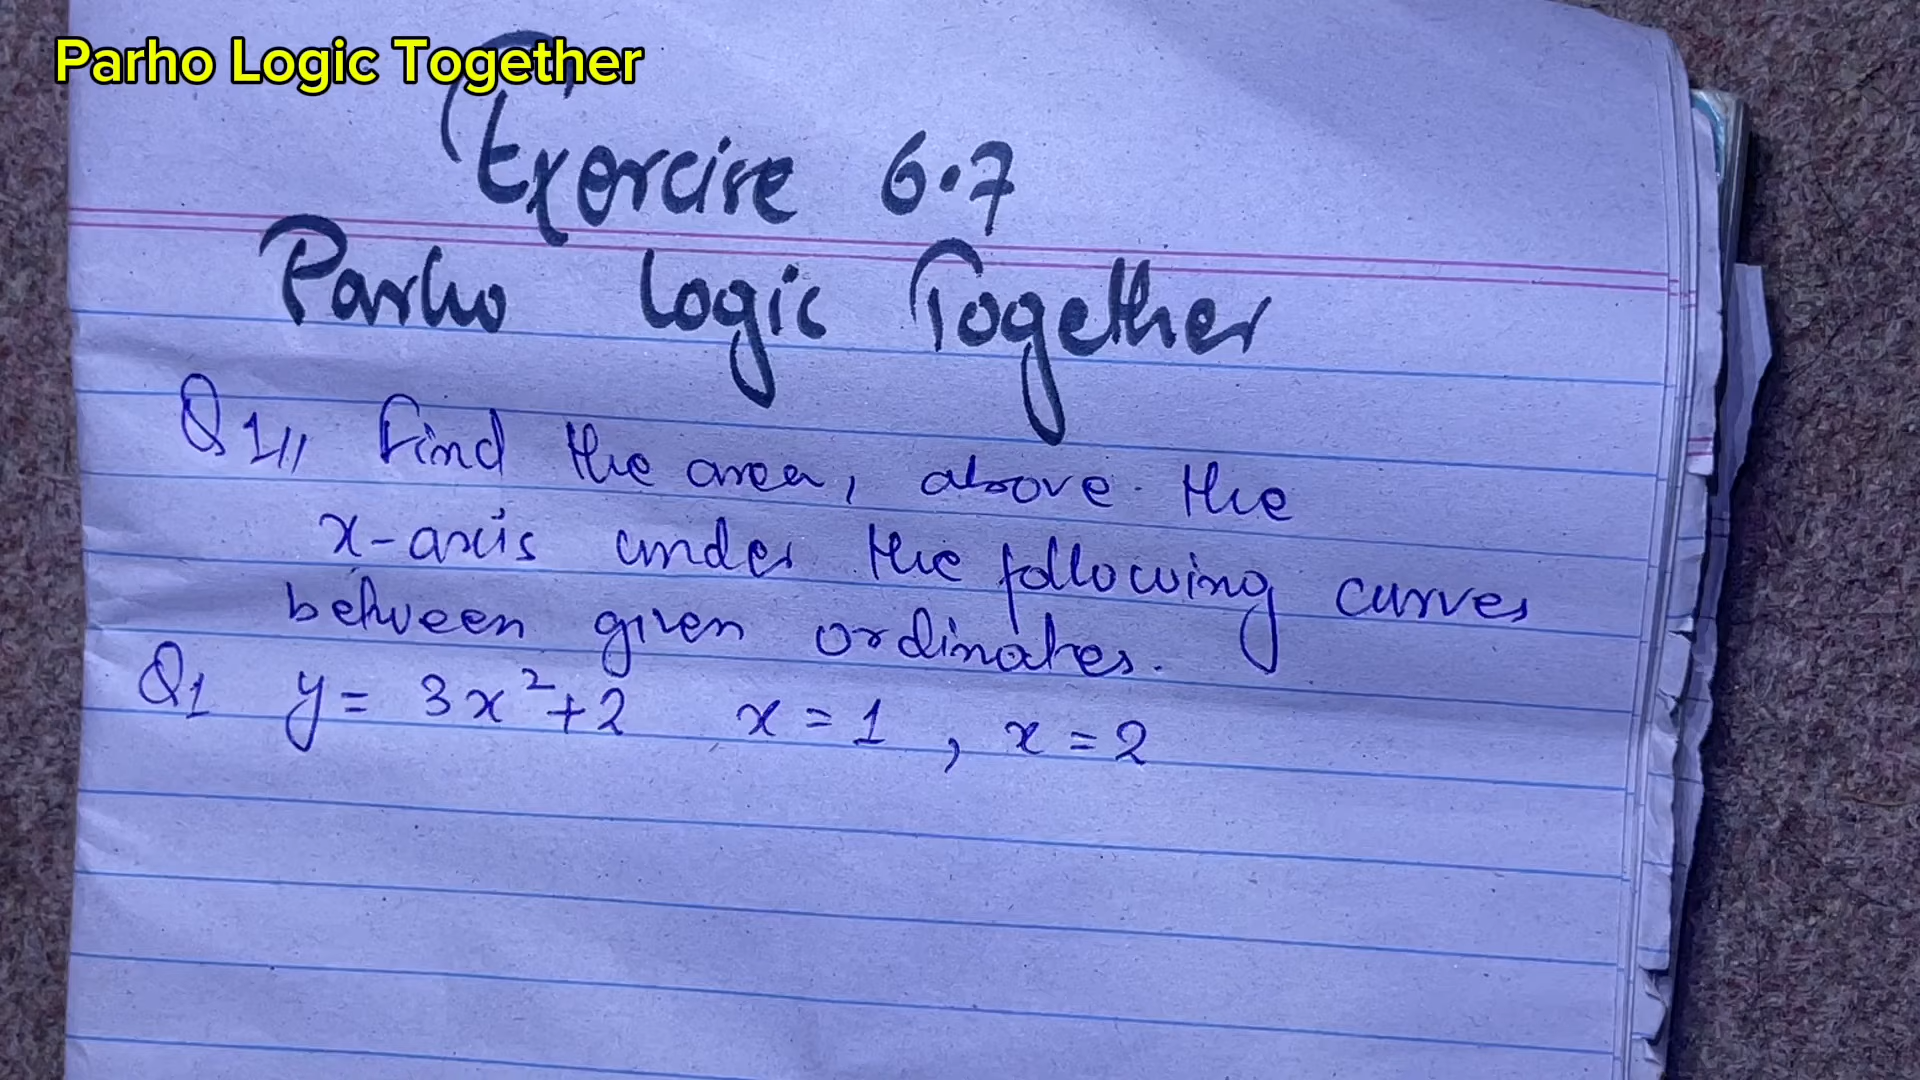 Parho Logic Together
Exercise 6.7
Parho Logic Together
Q1// Find the area, above the
x-axis under the following curves
between given ordinates.
Q1 y = 3x²+2 x = 1 , x = 2